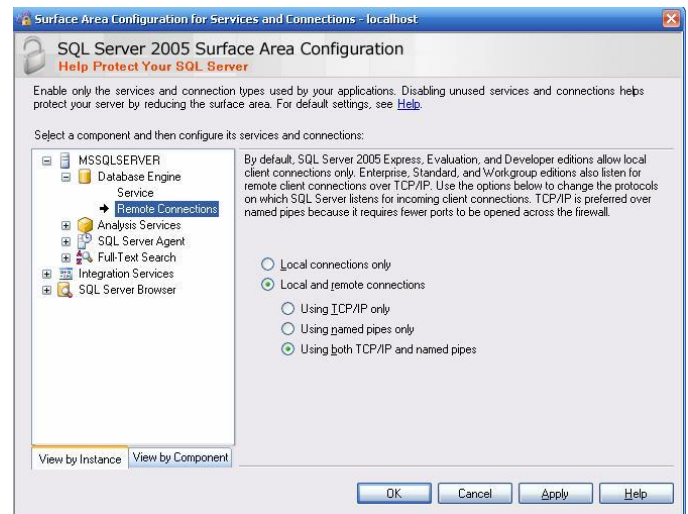 Surface Area Configuration for Services and Connections - localhost
SQL Server 2005 Surface Area Configuration
Help Protect Your SQL Server
Enable only the services and connection types used by your applications. Disabling unused services and connections helps
protect your server by reducing the surface area. For default settings, see Help.
Select a component and then configure its services and connections:
MSSQLSERVER
Database Engine
Service
Remote Connections
Analysis Services
SQL Server Agent
Full-Text Search
Integration Services
SQL Server Browser
View by Instance
View by Component
By default, SQL Server 2005 Express, Evaluation, and Developer editions allow local
client connections only. Enterprise, Standard, and Workgroup editions also listen for
remote client connections over TCP/IP. Use the options below to change the protocols
on which SQL Server listens for incoming client connections. TCP/IP is preferred over
named pipes because it requires fewer ports to be opened across the firewall.
Local connections only
Local and remote connections
Using TCP/IP only
Using named pipes only
Using both TCP/IP and named pipes
OK
Cancel
Apply
Help